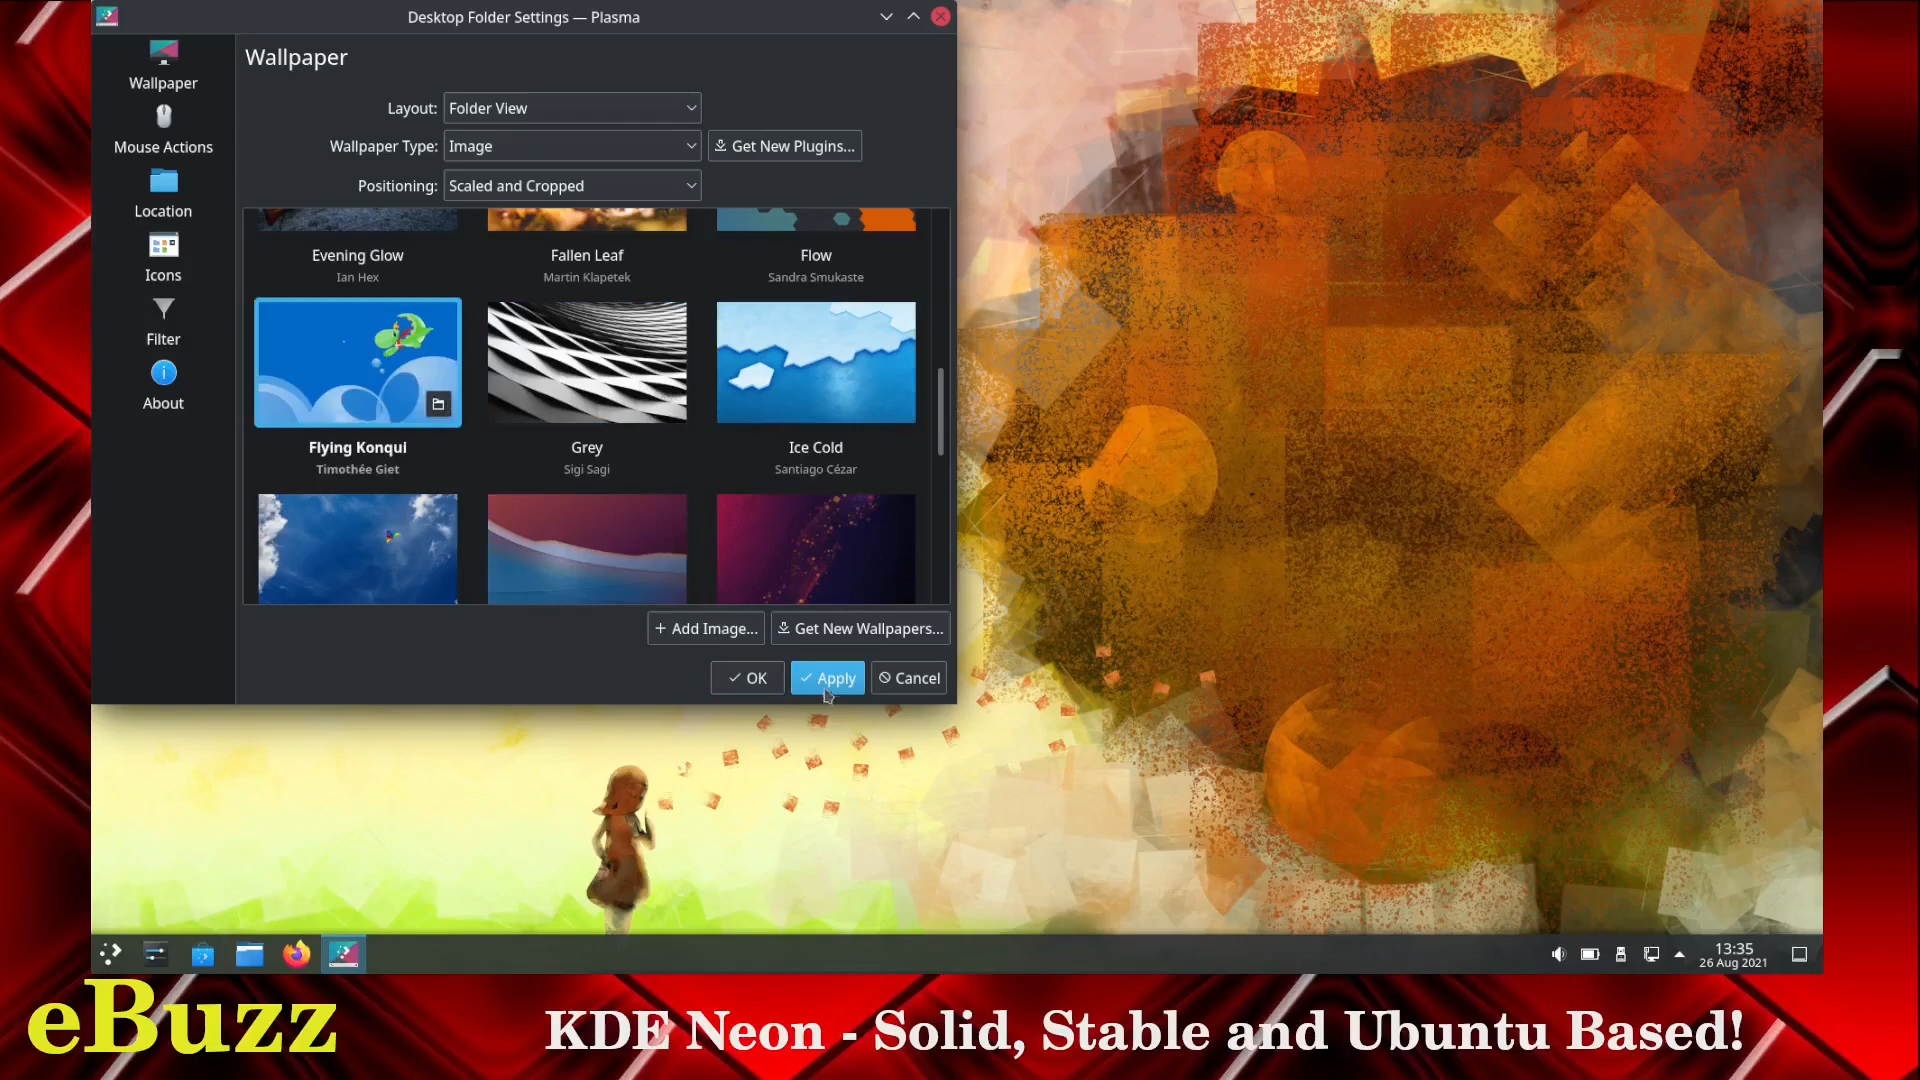 Desktop Folder Settings — Plasma
Wallpaper
Mouse Actions
Location
Icons
Filter
About
Wallpaper
Layout: Folder View
Wallpaper Type: Image Get New Plugins...
Positioning: Scaled and Cropped
Evening Glow Fallen Leaf Flow
Ian Hex Martin Klapetek Sandra Smukaste
Flying Konqui Grey Ice Cold
Timothée Giet Sigi Sagi Santiago Cézar
+ Add Image... Get New Wallpapers...
OK Apply Cancel
13:35
26 Aug 2021
eBuzz
KDE Neon - Solid, Stable and Ubuntu Based!